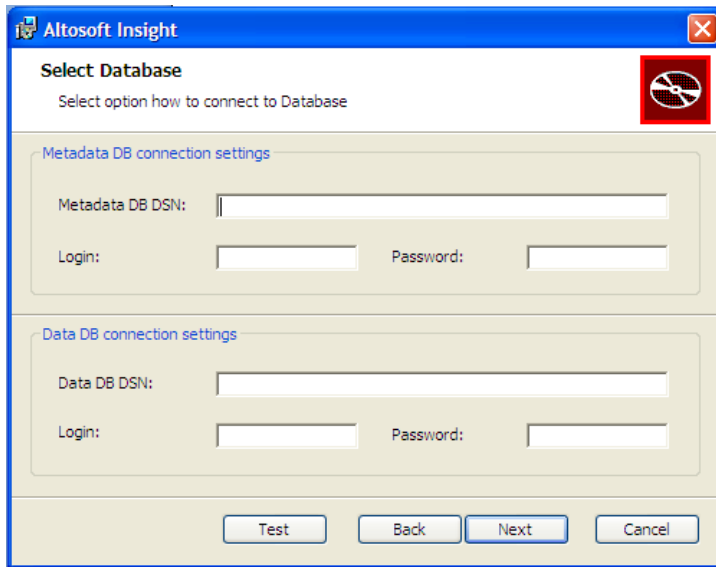 Altosoft Insight
Select Database
Select option how to connect to Database
Metadata DB connection settings
Metadata DB DSN:
Login: Password:
Data DB connection settings
Data DB DSN:
Login: Password:
Test Back Next Cancel